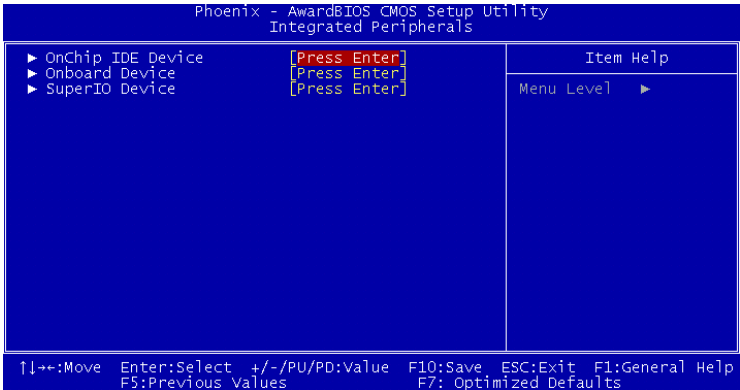 Phoenix - AwardBIOS CMOS Setup Utility
Integrated Peripherals
► OnChip IDE Device [Press Enter]
► Onboard Device [Press Enter]
► SuperIO Device [Press Enter]
Item Help
Menu Level ►
↑↓→←:Move Enter:Select +/-/PU/PD:Value F10:Save ESC:Exit F1:General Help
F5:Previous Values F7: Optimized Defaults